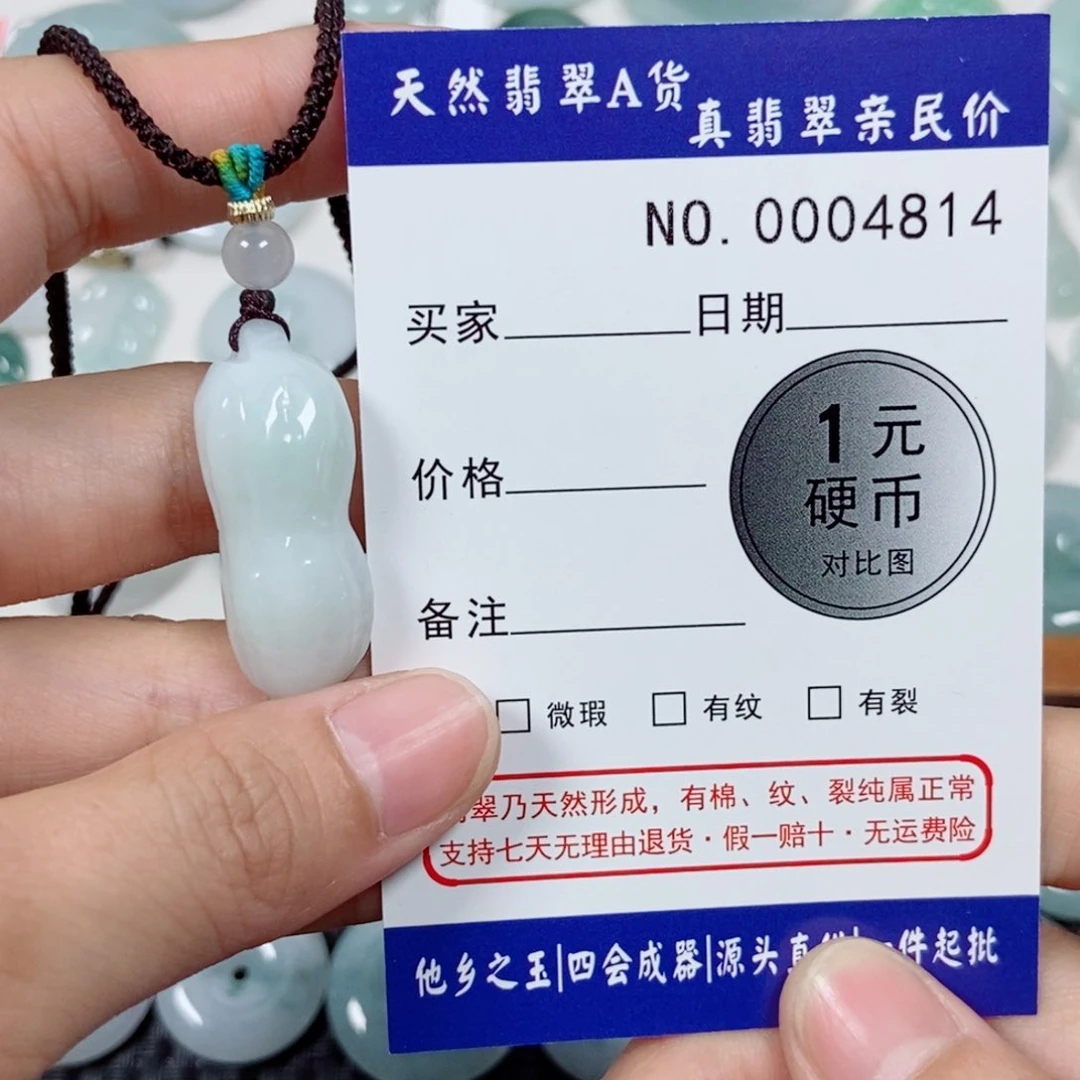 天然翡翠A货
真翡翠亲民价
NO. 0004814
买家 日期
1元
硬币
对比图
价格
备注
微瑕 有纹 有裂
翠乃天然形成，有棉、纹、裂纯属正常
支持七天无理由退货·假一赔十·无运费险
他乡之玉|四会成器|源头真 件起批